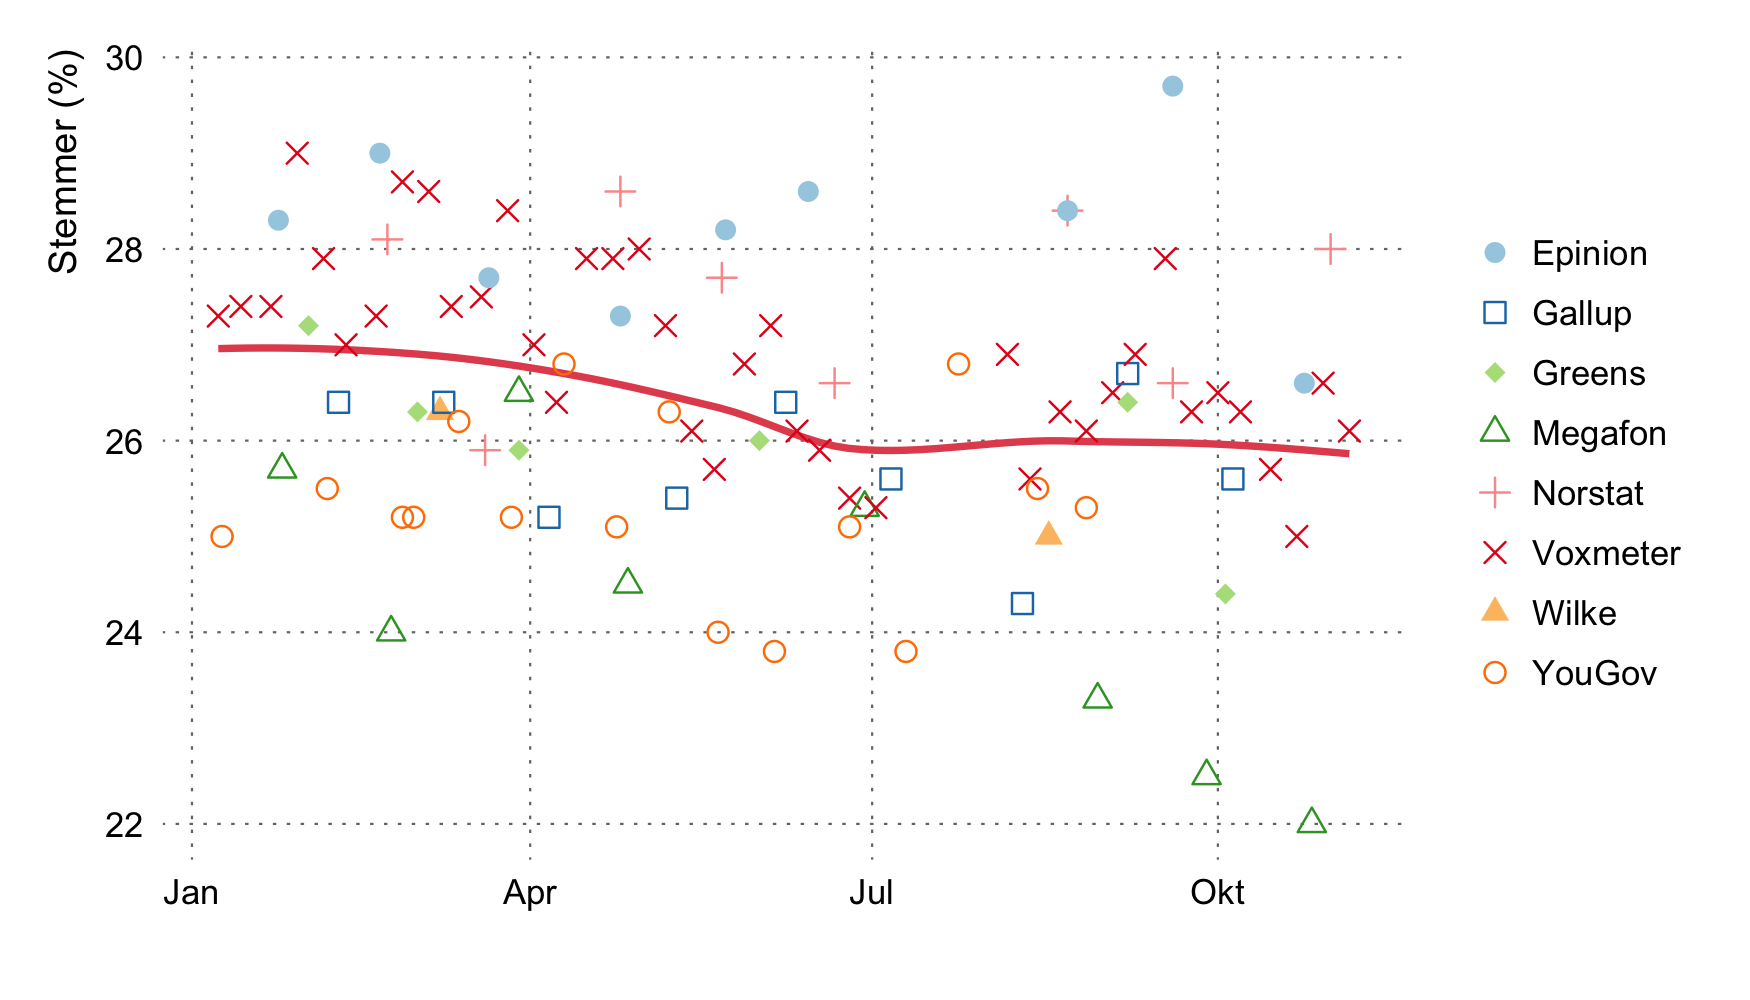 Stemmer (%)
30
28
26
24
22
Jan Apr Jul Okt
Epinion
Gallup
Greens
Megafon
Norstat
Voxmeter
Wilke
YouGov